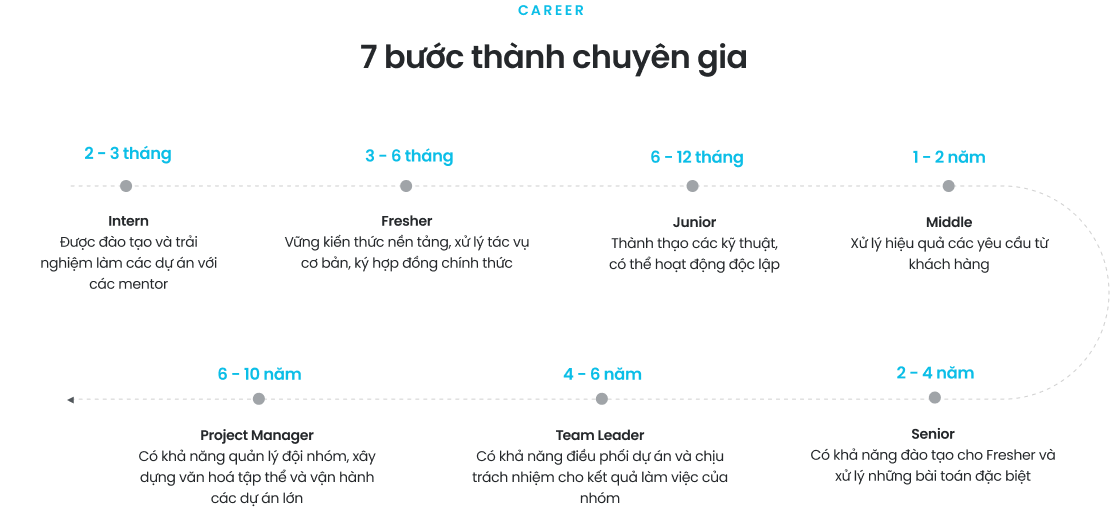 CAREER
7 bước thành chuyên gia
2 - 3 tháng
Intern
Được đào tạo và trải
nghiệm làm các dự án với
các mentor
3 - 6 tháng
Fresher
Vững kiến thức nền tảng, xử lý tác vụ
cơ bản, ký hợp đồng chính thức
6 - 12 tháng
Junior
Thành thạo các kỹ thuật,
có thể hoạt động độc lập
1 - 2 năm
Middle
Xử lý hiệu quả các yêu cầu từ
khách hàng
2 - 4 năm
Senior
Có khả năng đào tạo cho Fresher và
xử lý những bài toán đặc biệt
4 - 6 năm
Team Leader
Có khả năng điều phối dự án và chịu
trách nhiệm cho kết quả làm việc của
nhóm
6 - 10 năm
Project Manager
Có khả năng quản lý đội nhóm, xây
dựng văn hoá tập thể và vận hành
các dự án lớn